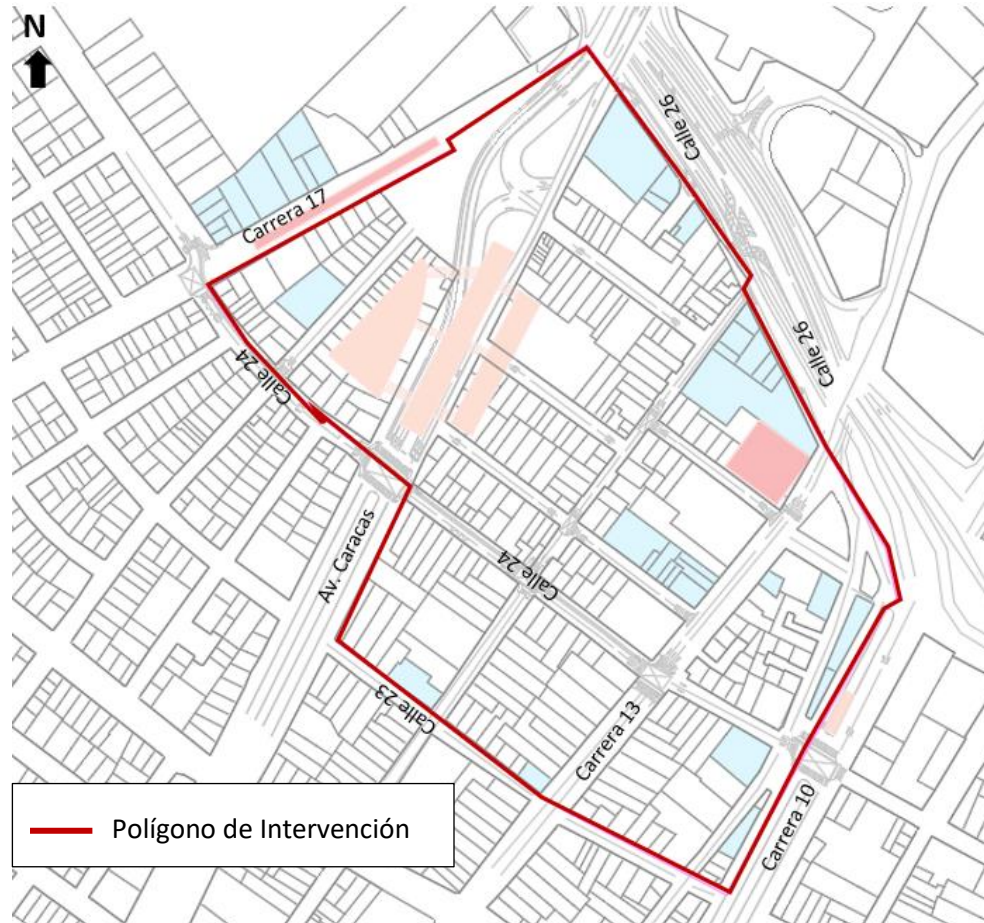 N
Calle 26
Carrera 17
Calle 26
Calle 24
Av. Caracas
Calle 24
Calle 23
Carrera 13
Carrera 10
Polígono de Intervención